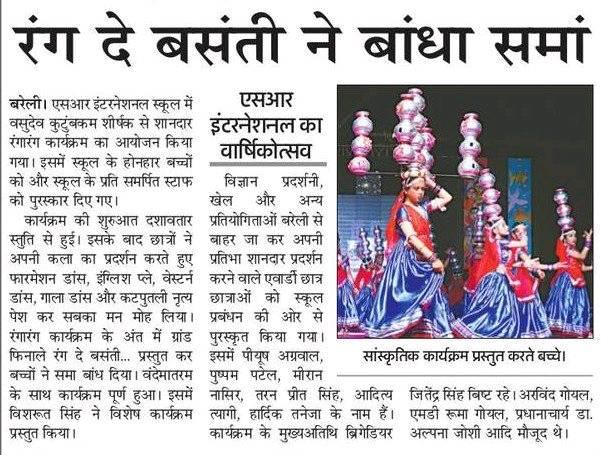 रंग दे बसंती ने बांधा समां
बरेली। एसआर इंटरनेशनल स्कूल में
वसुदेव कुटुंबकम शीर्षक से शानदार
रंगारंग कार्यक्रम का आयोजन किया
गया। इसमें स्कूल के होनहार बच्चों
को और स्कूल के प्रति समर्पित स्टाफ
को पुरस्कार दिए गए।
कार्यक्रम की शुरुआत दशावतार
स्तुति से हुई। इसके बाद छात्रों ने
अपनी कला का प्रदर्शन करते हुए
फारमेशन डांस, इंग्लिश प्ले, वेस्टर्न
डांस, गाला डांस और कटपुतली नृत्य
पेश कर सबका मन मोह लिया।
रंगारंग कार्यक्रम के अंत में ग्रांड
फिनाले रंग दे बसंती... प्रस्तुत कर
बच्चों ने समा बांध दिया। वंदेमातरम
के साथ कार्यक्रम पूर्ण हुआ। इसमें
विशरूत सिंह ने विशेष कार्यक्रम
प्रस्तुत किया।
एसआर
इंटरनेशनल का
वार्षिकोत्सव
विज्ञान प्रदर्शनी,
खेल और अन्य
प्रतियोगिताओं बरेली से
बाहर जा कर अपनी
प्रतिभा शानदार प्रदर्शन
करने वाले एवार्डी छात्र
छात्राओं को स्कूल
प्रबंधन की ओर से
पुरस्कृत किया गया।
इसमें पीयूष अग्रवाल,
पुष्पम पटेल, मीरान
नासिर, तरन प्रीत सिंह, आदित्य
त्यागी, हार्दिक तनेजा के नाम हैं।
कार्यक्रम के मुख्यअतिथि ब्रिगेडियर
सांस्कृतिक कार्यक्रम प्रस्तुत करते बच्चे।
जितेंद्र सिंह बिष्ट रहे। अरविंद गोयल,
एमडी रूमा गोयल, प्रधानाचार्य डा.
अल्पना जोशी आदि मौजूद थे।